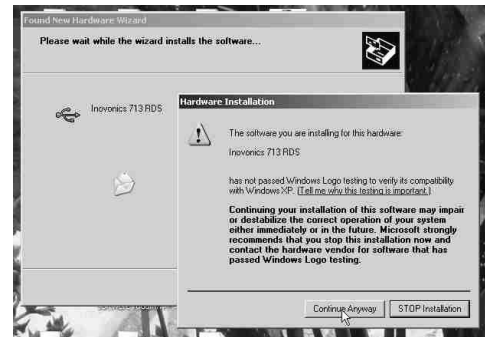 Found New Hardware Wizard
Please wait while the wizard installs the software...
Inovonics 713 RDS
Hardware Installation
The software you are installing for this hardware:
Inovonics 713 RDS
has not passed Windows Logo testing to verify its compatibility
with Windows XP. (Tell me why this testing is important.)
Continuing your installation of this software may impair
or destabilize the correct operation of your system
either immediately or in the future. Microsoft strongly
recommends that you stop this installation now and
contact the hardware vendor for software that has
passed Windows Logo testing.
Continue Anyway
STOP Installation